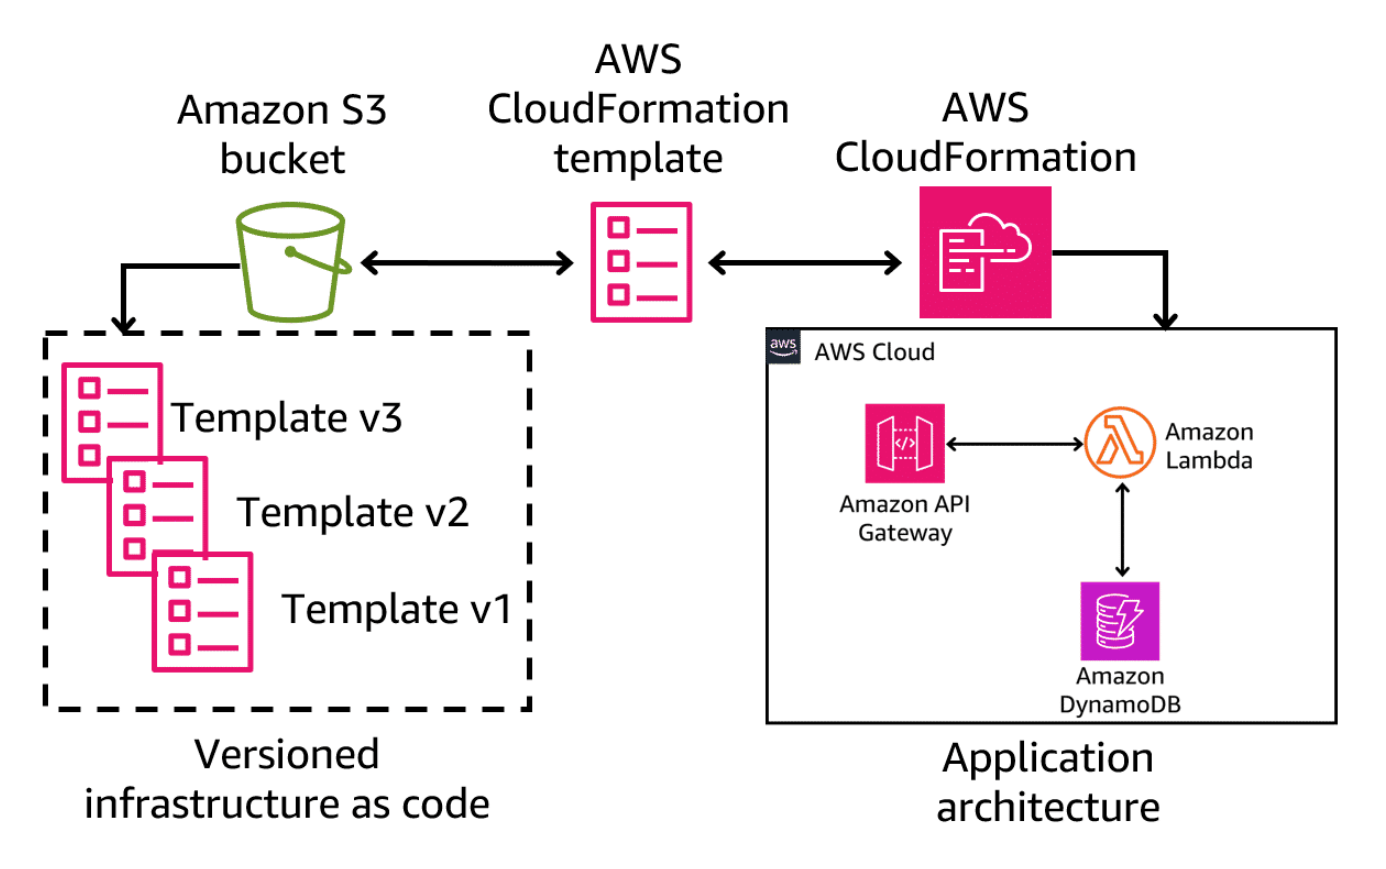 Amazon S3
bucket
AWS
CloudFormation
template
AWS
CloudFormation
Template v3
Template v2
Template v1
Versioned
infrastructure as code
aws
AWS Cloud
</>
Amazon API
Gateway
Amazon
Lambda
Amazon
DynamoDB
Application
architecture